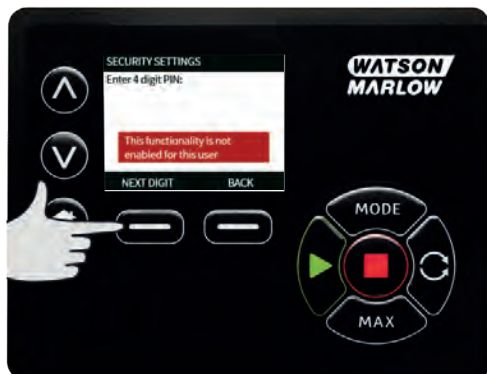 SECURITY SETTINGS
Enter 4 digit PIN:
This functionality is not
enabled for this user
NEXT DIGIT BACK
WATSON
MARLOW
MODE
MAX